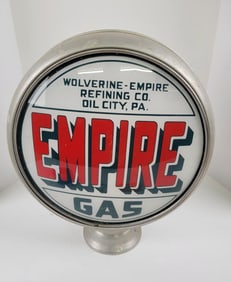 WOLVERINE-EMPIRE
REFINING CO.
OIL CITY, PA.
EMPIRE
GAS